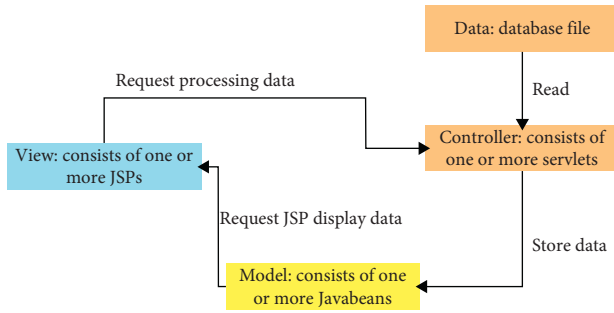 Data: database file
Request processing data
Read
View: consists of one or
more JSPs
Controller: consists of
one or more servlets
Request JSP display data
Store data
Model: consists of one
or more Javabeans